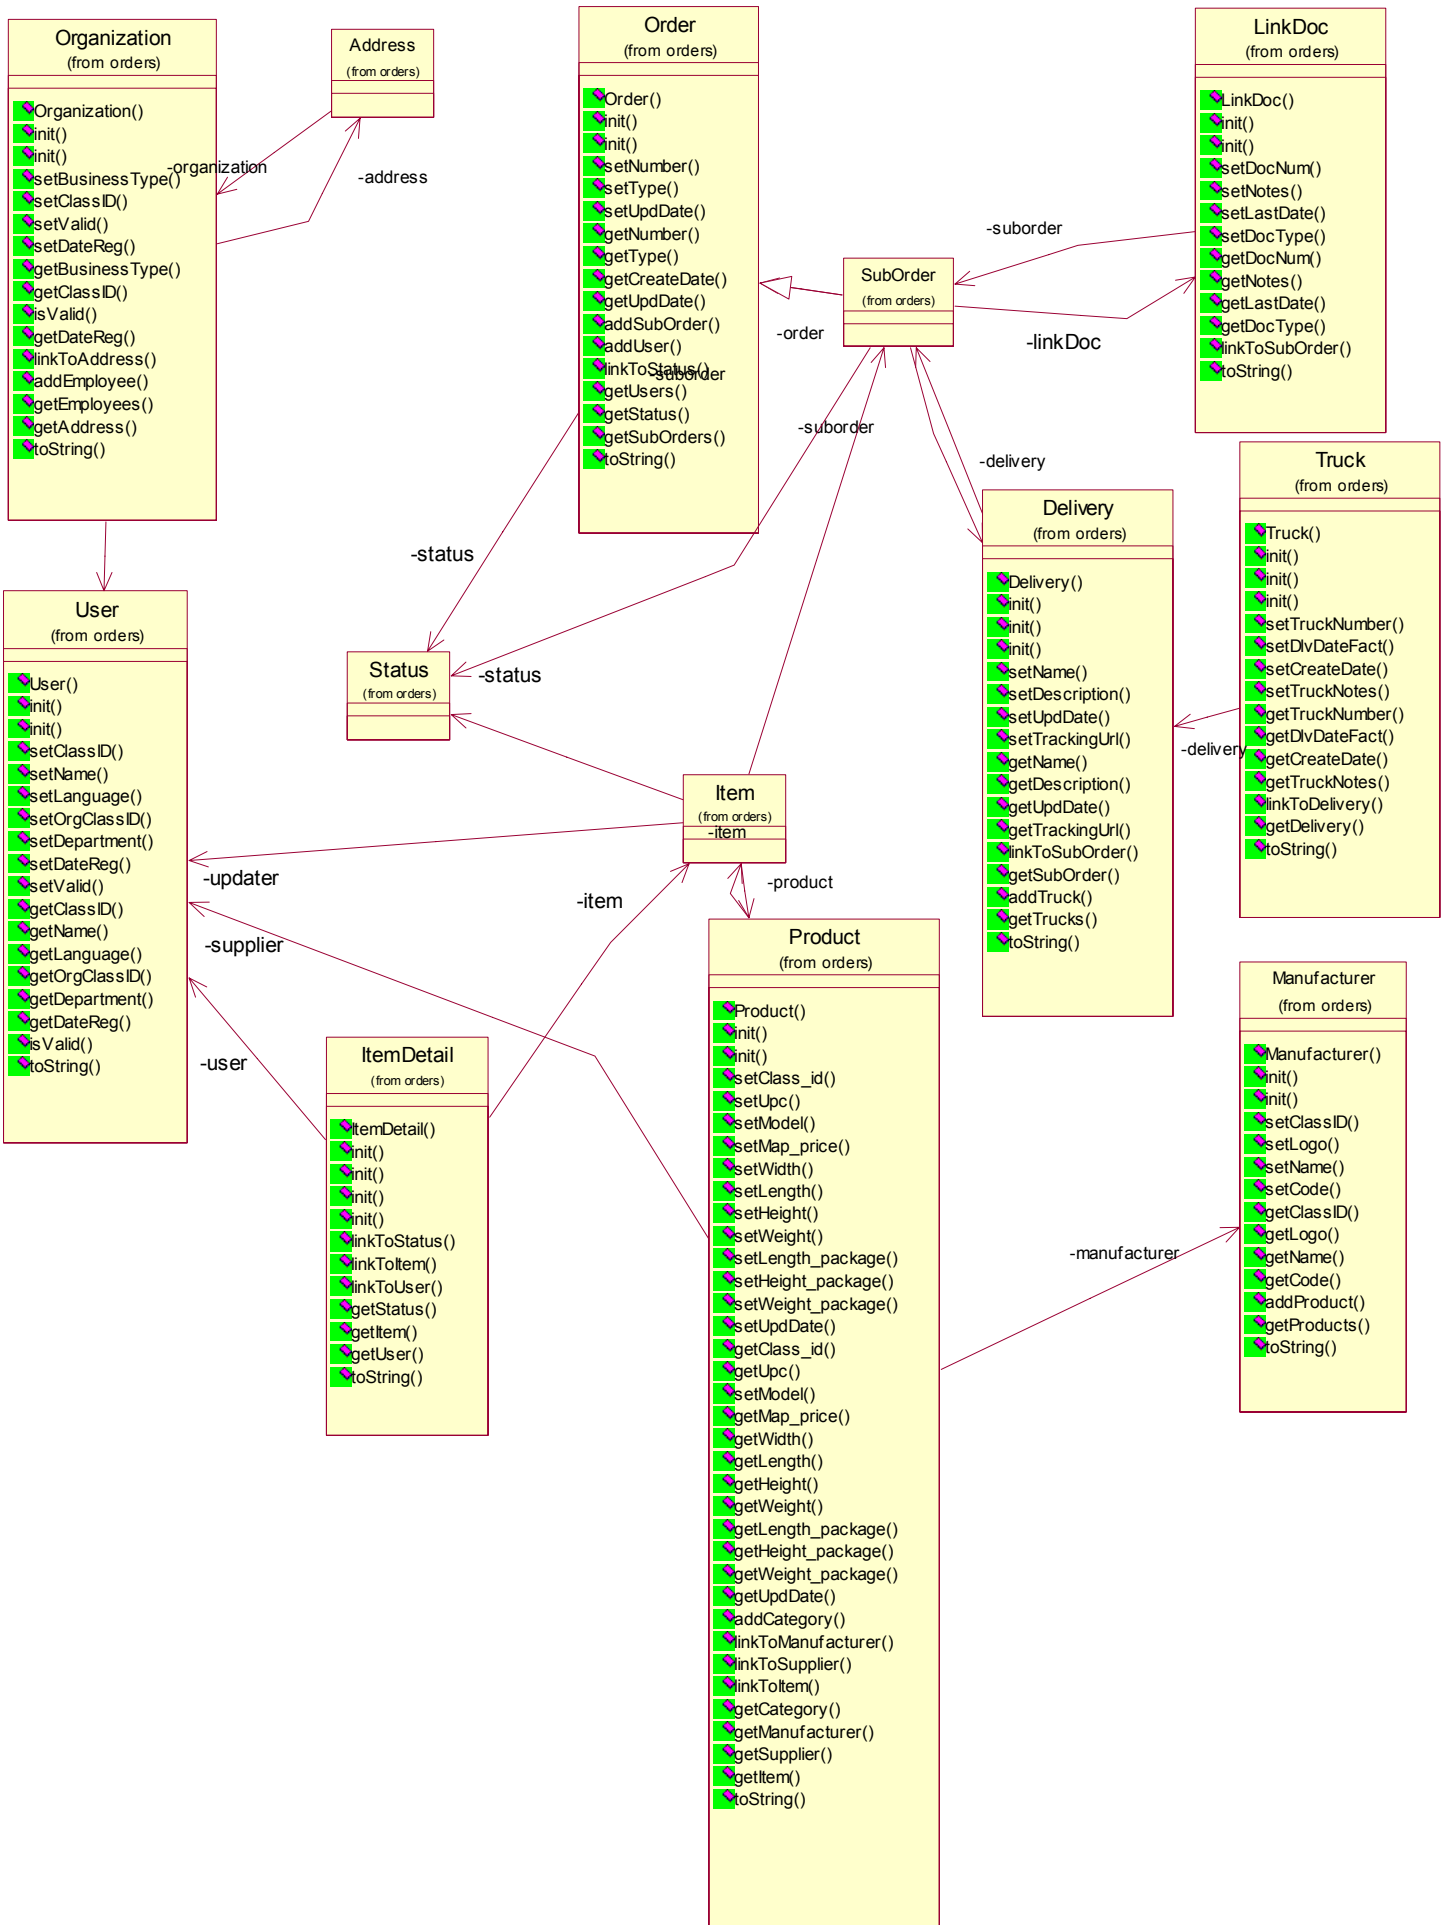 Organization
(from orders)
Organization()
init()
init()
setBusinessType()
setClassID()
setValid()
setDateReg()
getBusinessType()
getClassID()
isValid()
getDateReg()
linkToAddress()
addEmployee()
getEmployees()
getAddress()
toString()
Address
(from orders)
-organization
-address
Order
(from orders)
Order()
init()
init()
setNumber()
setType()
setUpdDate()
getNumber()
getType()
getCreateDate()
getUpdDate()
addSubOrder()
addUser()
linkToStatus()
-suborder
getUsers()
getStatus()
getSubOrders()
toString()
SubOrder
(from orders)
-order
-suborder
-linkDoc
-suborder
-delivery
LinkDoc
(from orders)
LinkDoc()
init()
init()
setDocNum()
setNotes()
setLastDate()
setDocType()
getDocNum()
getNotes()
getLastDate()
getDocType()
linkToSubOrder()
toString()
Truck
(from orders)
Truck()
init()
init()
init()
setTruckNumber()
setDlvDateFact()
setCreateDate()
setTruckNotes()
getTruckNumber()
getDlvDateFact()
getCreateDate()
getTruckNotes()
linkToDelivery()
getDelivery()
toString()
-delivery
Delivery
(from orders)
Delivery()
init()
init()
init()
setName()
setDescription()
setUpdDate()
setTrackingUrl()
getName()
getDescription()
getUpdDate()
getTrackingUrl()
linkToSubOrder()
getSubOrder()
addTruck()
getTrucks()
toString()
-status
Status
(from orders)
-status
User
(from orders)
User()
init()
init()
setClassID()
setName()
setLanguage()
setOrgClassID()
setDepartment()
setDateReg()
setValid()
getClassID()
getName()
getLanguage()
getOrgClassID()
getDepartment()
getDateReg()
isValid()
toString()
-updater
-supplier
-user
Item
(from orders)
-item
-product
-item
ItemDetail
(from orders)
ItemDetail()
init()
init()
init()
init()
linkToStatus()
linkToItem()
linkToUser()
getStatus()
getItem()
getUser()
toString()
Product
(from orders)
Product()
init()
init()
setClass_id()
setUpc()
setModel()
setMap_price()
setWidth()
setLength()
setHeight()
setWeight()
setLength_package()
setHeight_package()
setWeight_package()
setUpdDate()
getClass_id()
getUpc()
setModel()
getMap_price()
getWidth()
getLength()
getHeight()
getWeight()
getLength_package()
getHeight_package()
getWeight_package()
getUpdDate()
addCategory()
linkToManufacturer()
linkToSupplier()
linkToItem()
getCategory()
getManufacturer()
getSupplier()
getItem()
toString()
-manufacturer
Manufacturer
(from orders)
Manufacturer()
init()
init()
setClassID()
setLogo()
setName()
setCode()
getClassID()
getLogo()
getName()
getCode()
addProduct()
getProducts()
toString()